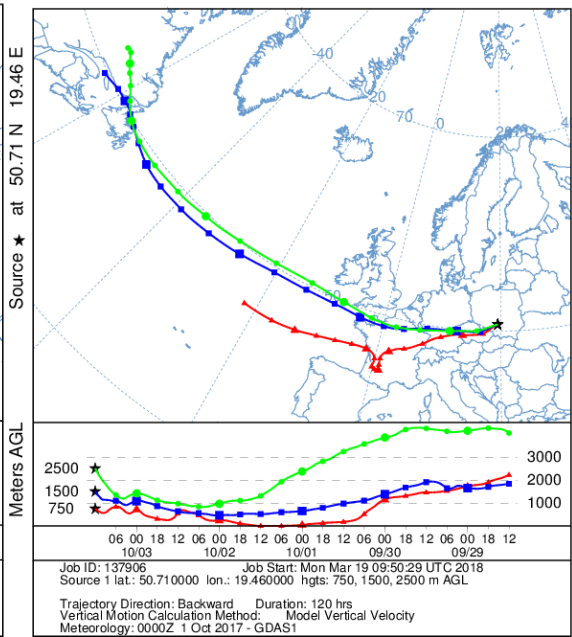 Source ★ at 50.71 N 19.46 E
-40
-20
70
0
20
4
50
Meters AGL
2500
1500
750
3000
2000
1000
06 00 18 12 06 00 18 12 06 00 18 12 06 00 18 12 06 00 18 12
10/03 10/02 10/01 09/30 09/29
Job ID: 137906 Job Start: Mon Mar 19 09:50:29 UTC 2018
Source 1 lat.: 50.710000 lon.: 19.460000 hgts: 750, 1500, 2500 m AGL
Trajectory Direction: Backward Duration: 120 hrs
Vertical Motion Calculation Method: Model Vertical Velocity
Meteorology: 0000Z 1 Oct 2017 - GDAS1